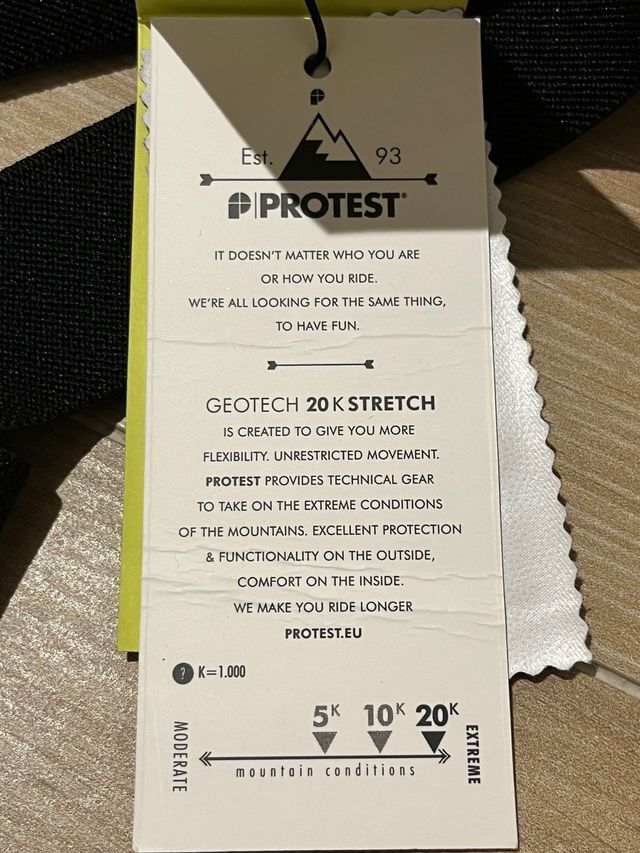 Est. 93
PROTEST®
IT DOESN'T MATTER WHO YOU ARE
OR HOW YOU RIDE.
WE'RE ALL LOOKING FOR THE SAME THING,
TO HAVE FUN.
GEOTECH 20K STRETCH
IS CREATED TO GIVE YOU MORE
FLEXIBILITY. UNRESTRICTED MOVEMENT.
PROTEST PROVIDES TECHNICAL GEAR
TO TAKE ON THE EXTREME CONDITIONS
OF THE MOUNTAINS. EXCELLENT PROTECTION
& FUNCTIONALITY ON THE OUTSIDE,
COMFORT ON THE INSIDE.
WE MAKE YOU RIDE LONGER
PROTEST.EU
? K=1.000
5K 10K 20K
MODERATE
mountain conditions
EXTREME